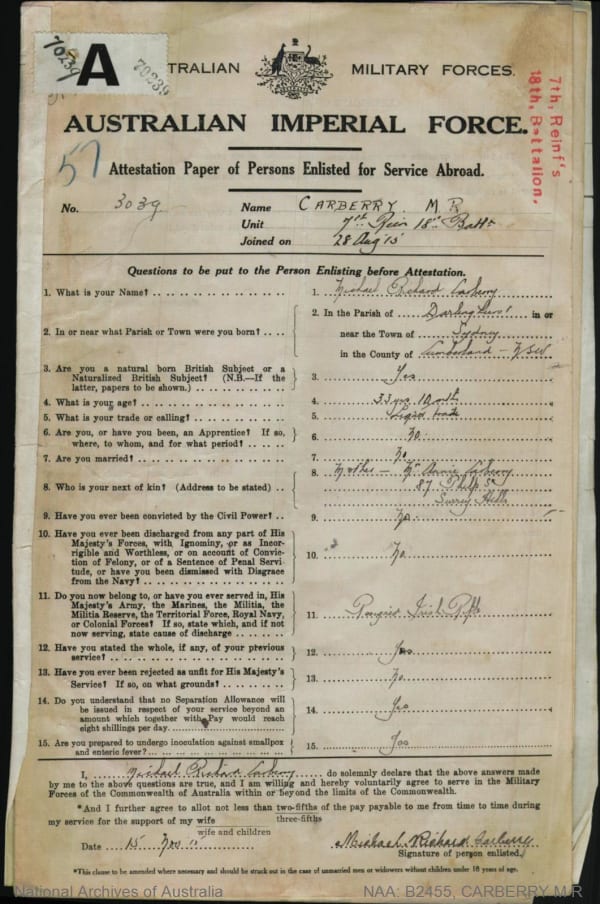 70239
A
70239
AUSTRALIAN MILITARY FORCES.
7th, Reinf's
18th, Battalion.
AUSTRALIAN IMPERIAL FORCE.
57
Attestation Paper of Persons Enlisted for Service Abroad.
No. 3039 Name CARBERRY M R
Unit 7th Rein 18th Battn
Joined on 28 Aug 15
Questions to be put to the Person Enlisting before Attestation.
1. What is your Name? 1. Michael Richard Carberry
2. In or near what Parish or Town were you born? 2. In the Parish of Darlinghurst in or
near the Town of Sydney
in the County of Cumberland - NSW
3. Are you a natural born British Subject or a
Naturalized British Subject? (N.B.—If the
latter, papers to be shown.) 3. Yes
4. What is your age? 4. 33 yrs 10 mth
5. What is your trade or calling? 5. trade
6. Are you, or have you been, an Apprentice? If so,
where, to whom, and for what period? 6. No.
7. Are you married? 7. No
8. Who is your next of kin? (Address to be stated) 8. Mother - Annie Carberry
87 Philip St
Surry Hills
9. Have you ever been convicted by the Civil Power? 9. No.
10. Have you ever been discharged from any part of His
Majesty's Forces, with Ignominy, or as Incor-
rigible and Worthless, or on account of Convic-
tion of Felony, or of a Sentence of Penal Servi-
tude, or have you been dismissed with Disgrace
from the Navy? 10. No
11. Do you now belong to, or have you ever served in, His
Majesty's Army, the Marines, the Militia, the
Militia Reserve, the Territorial Force, Royal Navy,
or Colonial Forces? If so, state which, and if not
now serving, state cause of discharge 11. Irish Rifles
12. Have you stated the whole, if any, of your previous
service? 12. Yes
13. Have you ever been rejected as unfit for His Majesty's
Service? If so, on what grounds? 13. No
14. Do you understand that no Separation Allowance will
be issued in respect of your service beyond an
amount which together with Pay would reach
eight shillings per day. 14. Yes
15. Are you prepared to undergo inoculation against smallpox
and enteric fever? 15. Yes
I, Michael Richard Carberry do solemnly declare that the above answers made
by me to the above questions are true, and I am willing and hereby voluntarily agree to serve in the Military
Forces of the Commonwealth of Australia within or beyond the limits of the Commonwealth.
*And I further agree to allot not less than two-fifths of the pay payable to me from time to time during
three-fifths
my service for the support of my wife
wife and children
Date 15 Nov 15 Michael Richard Carberry
Signature of person enlisted.
*This clause to be amended where necessary and should be struck out in the case of unmarried men or widowers without children under 18 years of age.
National Archives of Australia NAA: B2455, CARBERRY M R